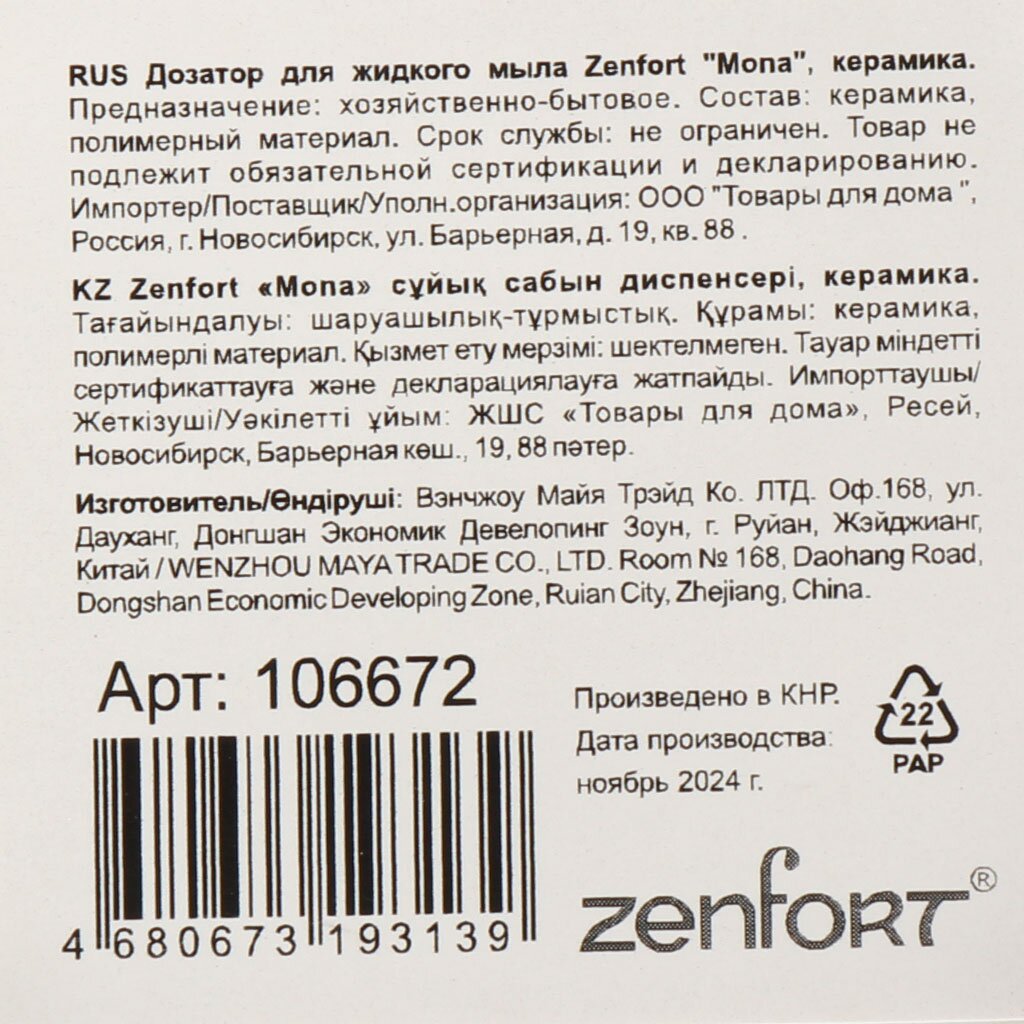 RUS Дозатор для жидкого мыла Zenfort "Mona", керамика.
Предназначение: хозяйственно-бытовое. Состав: керамика,
полимерный материал. Срок службы: не ограничен. Товар не
подлежит обязательной сертификации и декларированию.
Импортер/Поставщик/Уполн.организация: ООО "Товары для дома ",
Россия, г. Новосибирск, ул. Барьерная, д. 19, кв. 88 .
KZ Zenfort «Mona» сұйық сабын диспенсері, керамика.
Тағайындалуы: шаруашылық-тұрмыстық. Құрамы: керамика,
полимерлі материал. Қызмет ету мерзімі: шектелмеген. Тауар міндетті
сертификаттауға және декларациялауға жатпайды. Импорттаушы/
Жеткізуші/Уәкілетті ұйым: ЖШС «Товары для дома», Ресей,
Новосибирск, Барьерная көш., 19, 88 пәтер.
Изготовитель/Өндіруші: Вэнчжоу Майя Трэйд Ко. ЛТД. Оф.168, ул.
Дауханг, Донгшан Экономик Девелопинг Зоун, г. Руйан, Жэйджианг,
Китай / WENZHOU MAYA TRADE CO., LTD. Room № 168, Daohang Road,
Dongshan Economic Developing Zone, Ruian City, Zhejiang, China.
Арт: 106672
4 680673 193139
Произведено в КНР.
Дата производства:
ноябрь 2024 г.
22
PAP
zenfort®